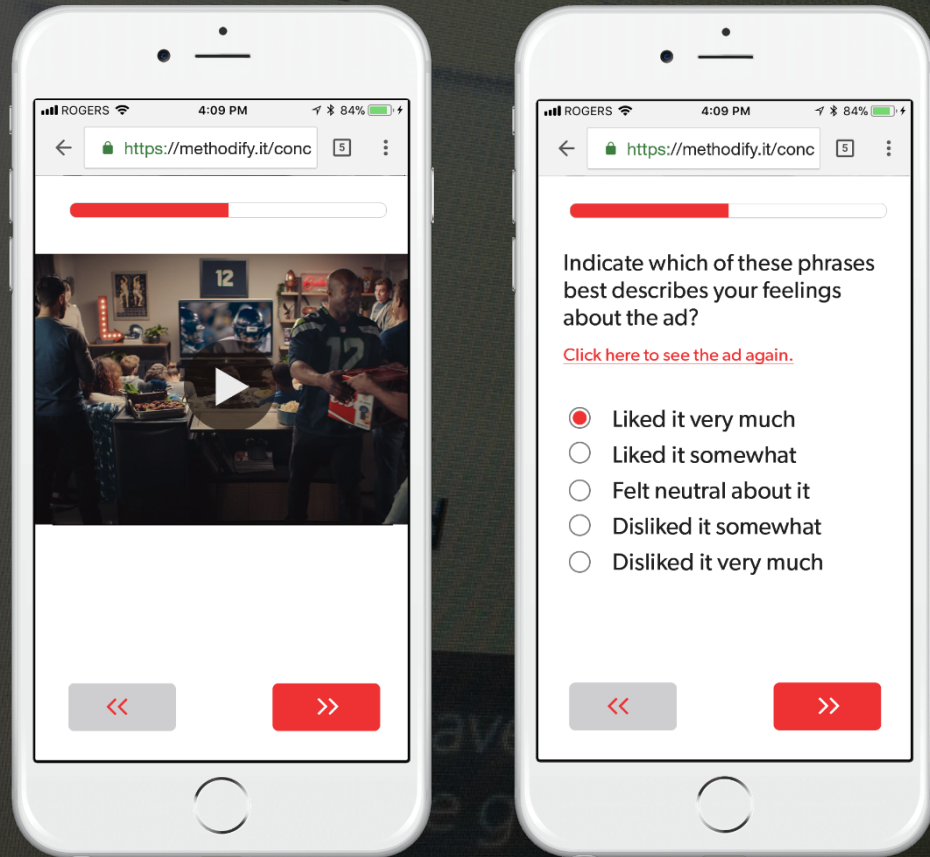 ROGERS 4:09 PM 84%
https://methodify.it/conc 5
12
L
12
ROGERS 4:09 PM 84%
https://methodify.it/conc 5
Indicate which of these phrases
best describes your feelings
about the ad?
Click here to see the ad again.
Liked it very much
Liked it somewhat
Felt neutral about it
Disliked it somewhat
Disliked it very much